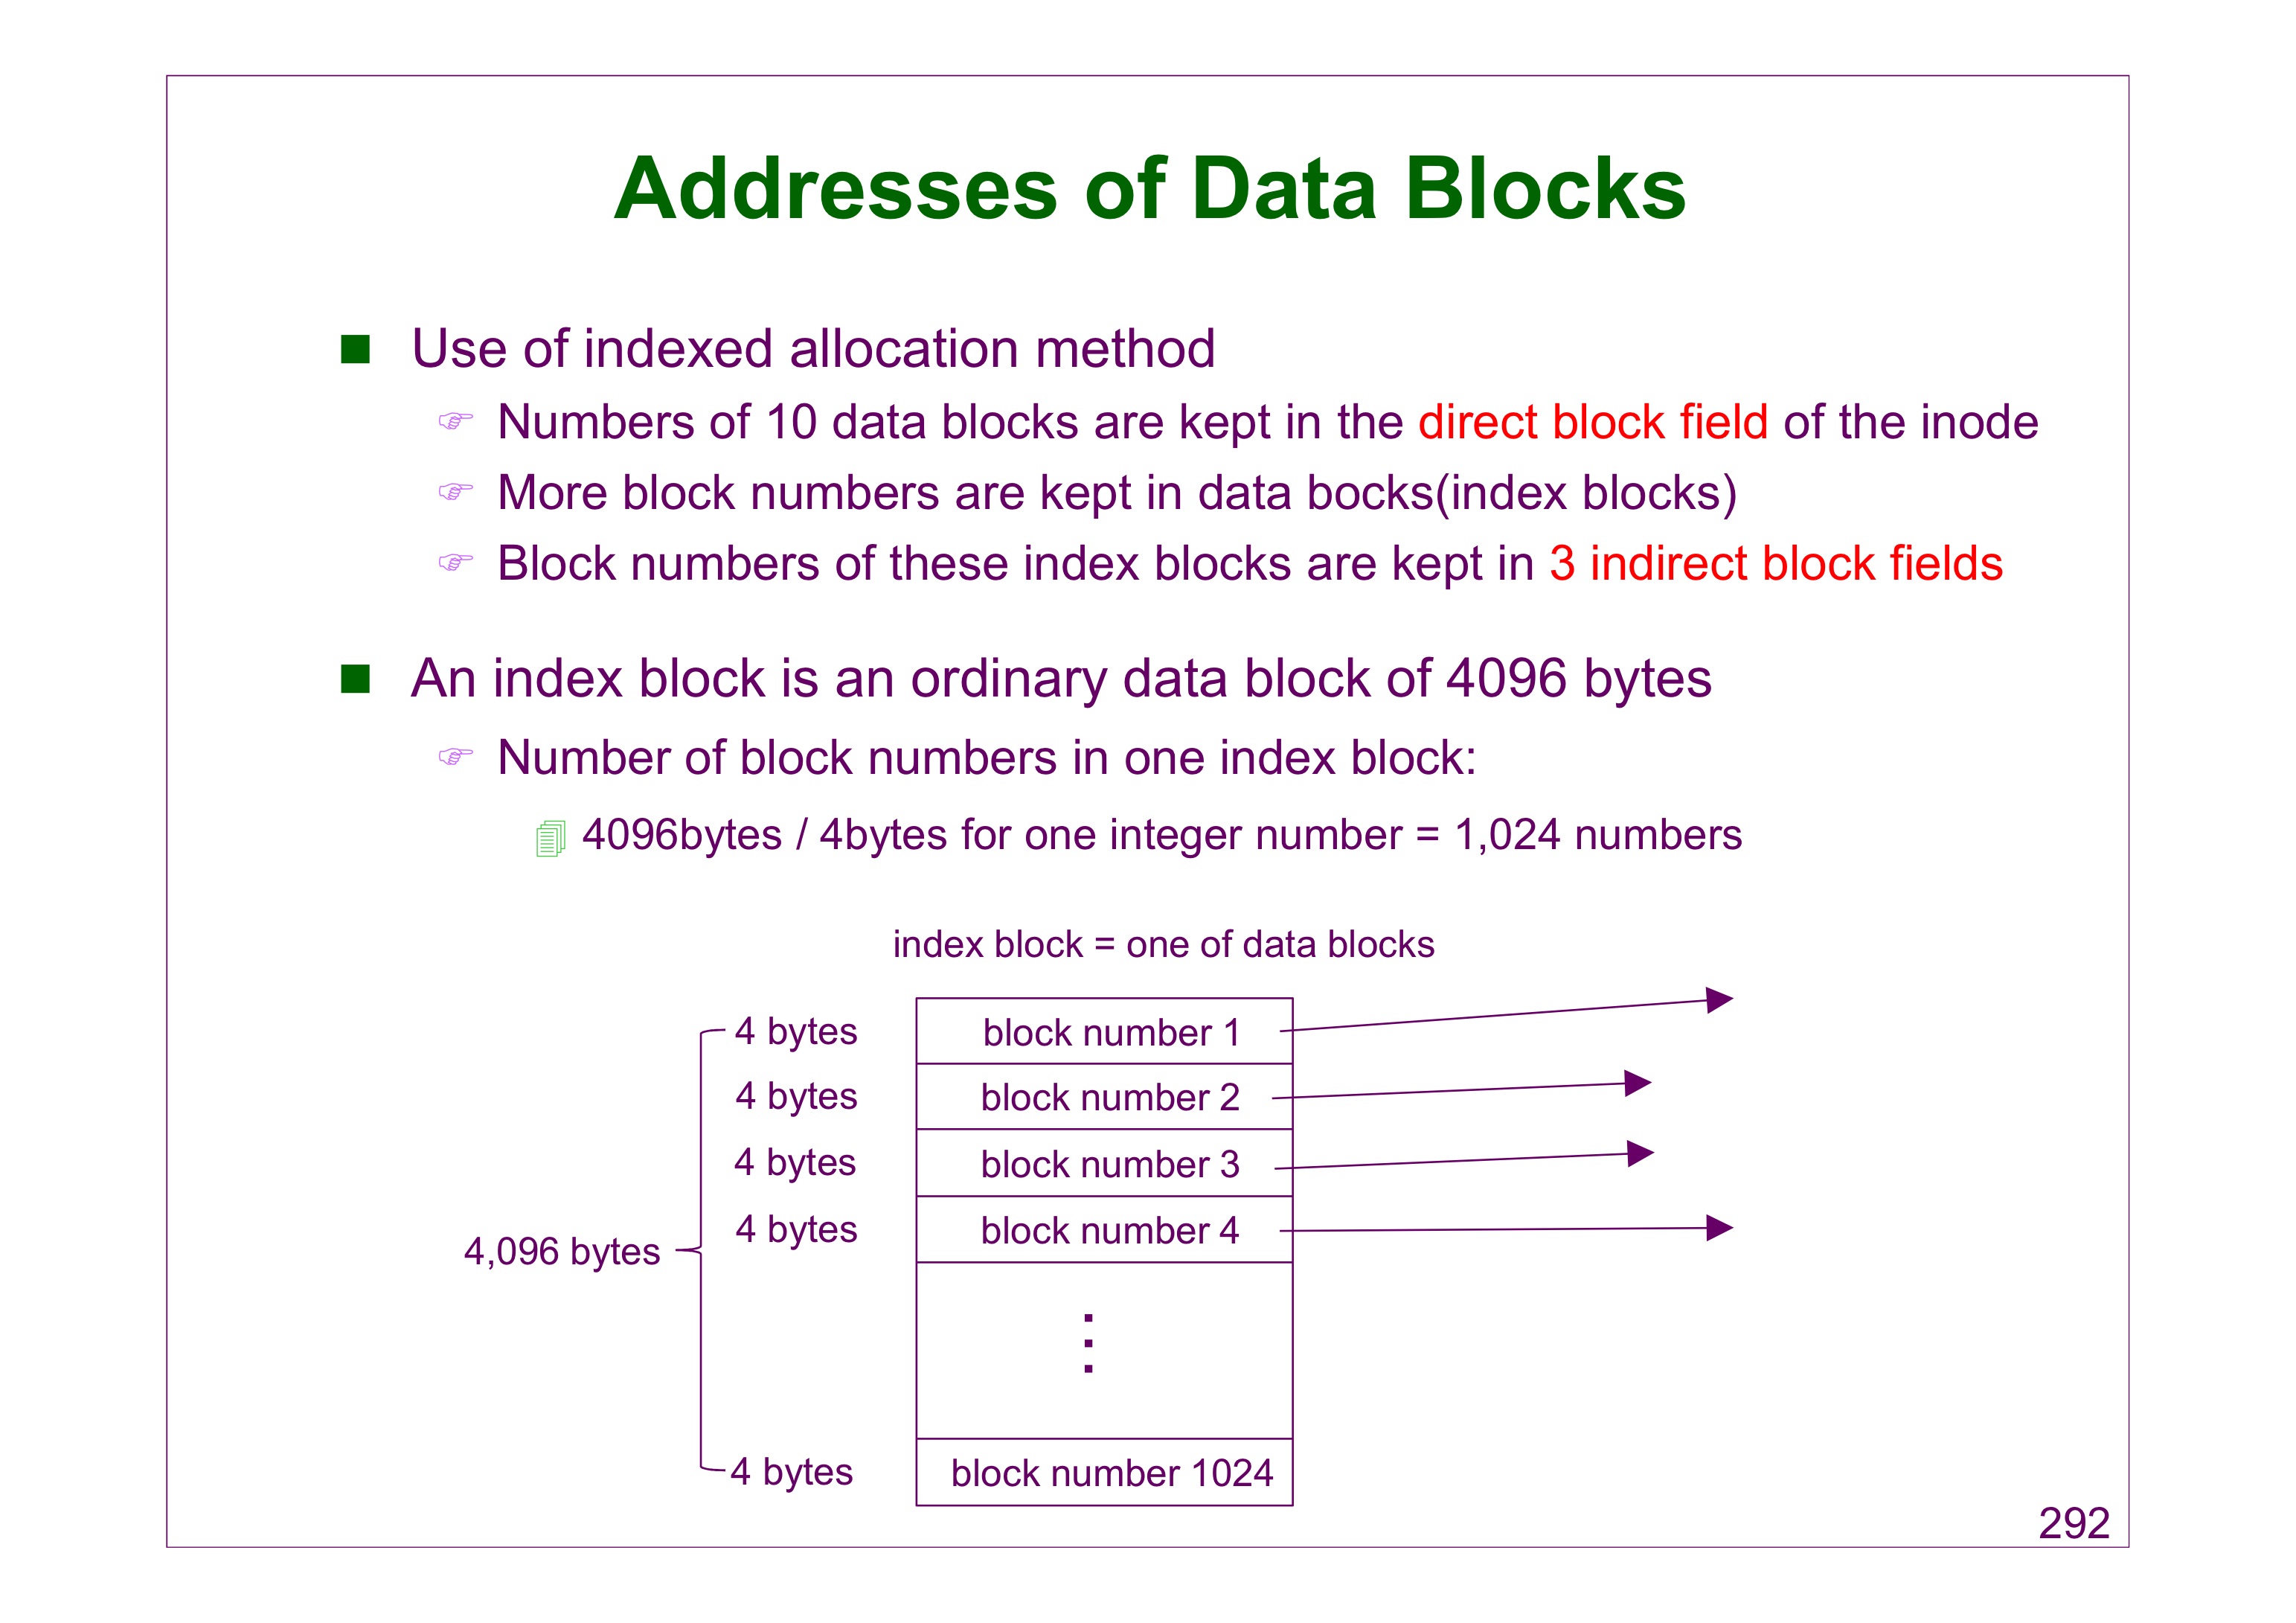 Addresses of Data Blocks
Use of indexed allocation method
Numbers of 10 data blocks are kept in the direct block field of the inode
More block numbers are kept in data bocks(index blocks)
Block numbers of these index blocks are kept in 3 indirect block fields
An index block is an ordinary data block of 4096 bytes
Number of block numbers in one index block:
4096bytes / 4bytes for one integer number = 1,024 numbers
index block = one of data blocks
4 bytes block number 1
4 bytes block number 2
4 bytes block number 3
4 bytes block number 4
4,096 bytes
4 bytes block number 1024
292